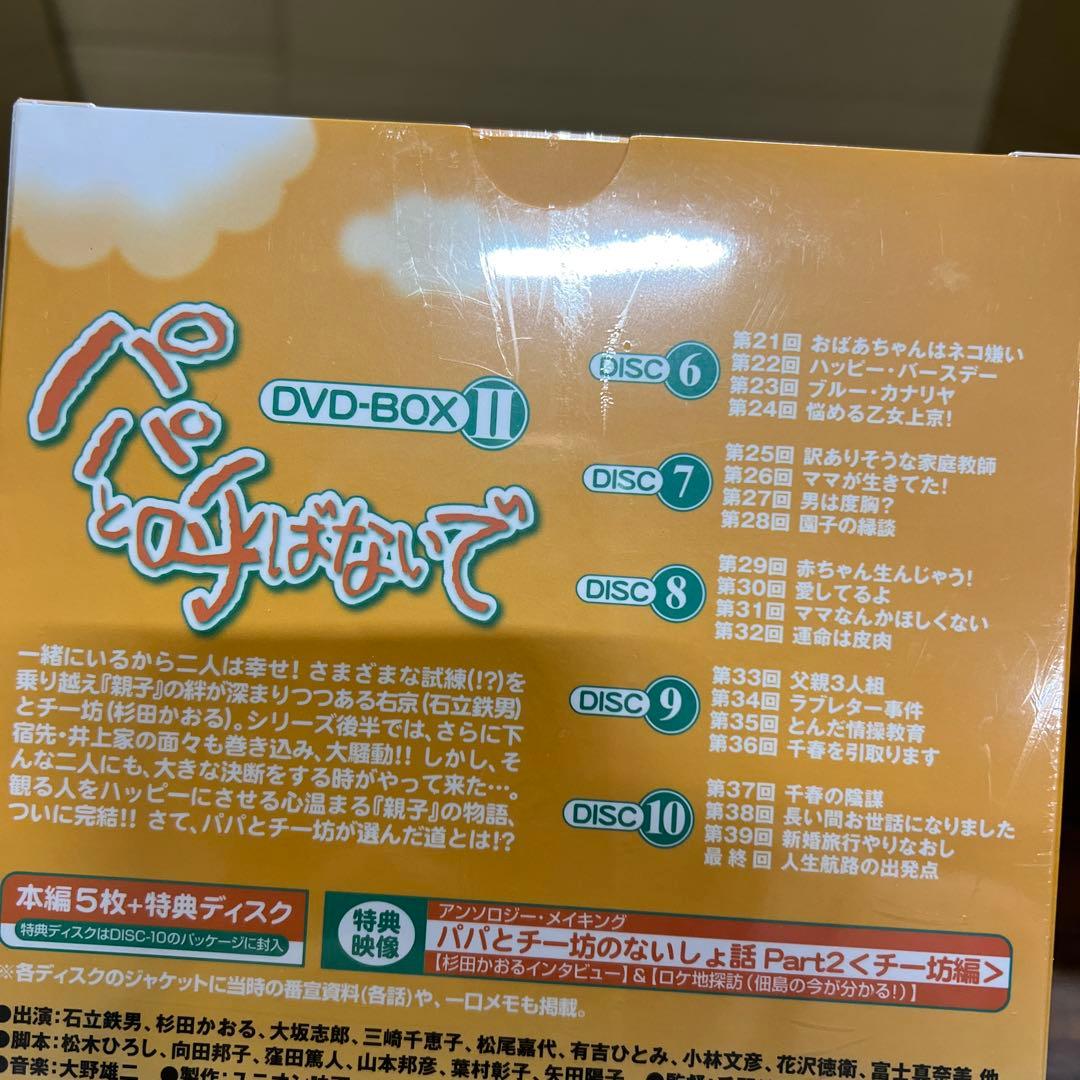 パパと呼ばないで
DVD-BOX II
一緒にいるから二人は幸せ! さまざまな試練(!?)を
乗り越え『親子』の絆が深まりつつある右京(石立鉄男)
とチー坊(杉田かおる)。シリーズ後半では、さらに下
宿先・井上家の面々も巻き込み、大騒動!! しかし、そ
んな二人にも、大きな決断をする時がやって来た…。
観る人をハッピーにさせる心温まる『親子』の物語、
ついに完結!! さて、パパとチー坊が選んだ道とは!?
DISC 6
第21回 おばあちゃんはネコ嫌い
第22回 ハッピー・バースデー
第23回 ブルー・カナリヤ
第24回 悩める乙女上京!
DISC 7
第25回 訳ありそうな家庭教師
第26回 ママが生きてた!
第27回 男は度胸?
第28回 園子の縁談
DISC 8
第29回 赤ちゃん生んじゃう!
第30回 愛してるよ
第31回 ママなんかほしくない
第32回 運命は皮肉
DISC 9
第33回 父親3人組
第34回 ラブレター事件
第35回 とんだ情操教育
第36回 千春を引取ります
DISC 10
第37回 千春の陰謀
第38回 長い間お世話になりました
第39回 新婚旅行やりなおし
最終回 人生航路の出発点
本編5枚+特典ディスク
特典ディスクはDISC-10のパッケージに封入
特典
映像
アンソロジー・メイキング
パパとチー坊のないしょ話 Part2<チー坊編>
【杉田かおるインタビュー】&【ロケ地探訪(佃島の今が分かる!)】
※各ディスクのジャケットに当時の番宣資料(各話)や、一口メモも掲載。
●出演:石立鉄男、杉田かおる、大坂志郎、三崎千恵子、松尾嘉代、有吉ひとみ、小林文彦、花沢徳衛、富士真奈美 他
●脚本:松木ひろし、向田邦子、窪田篤人、山本邦彦、葉村彰子、矢田陽子 ●監督:
●音楽:大野雄二 ●製作:ユニオン映画